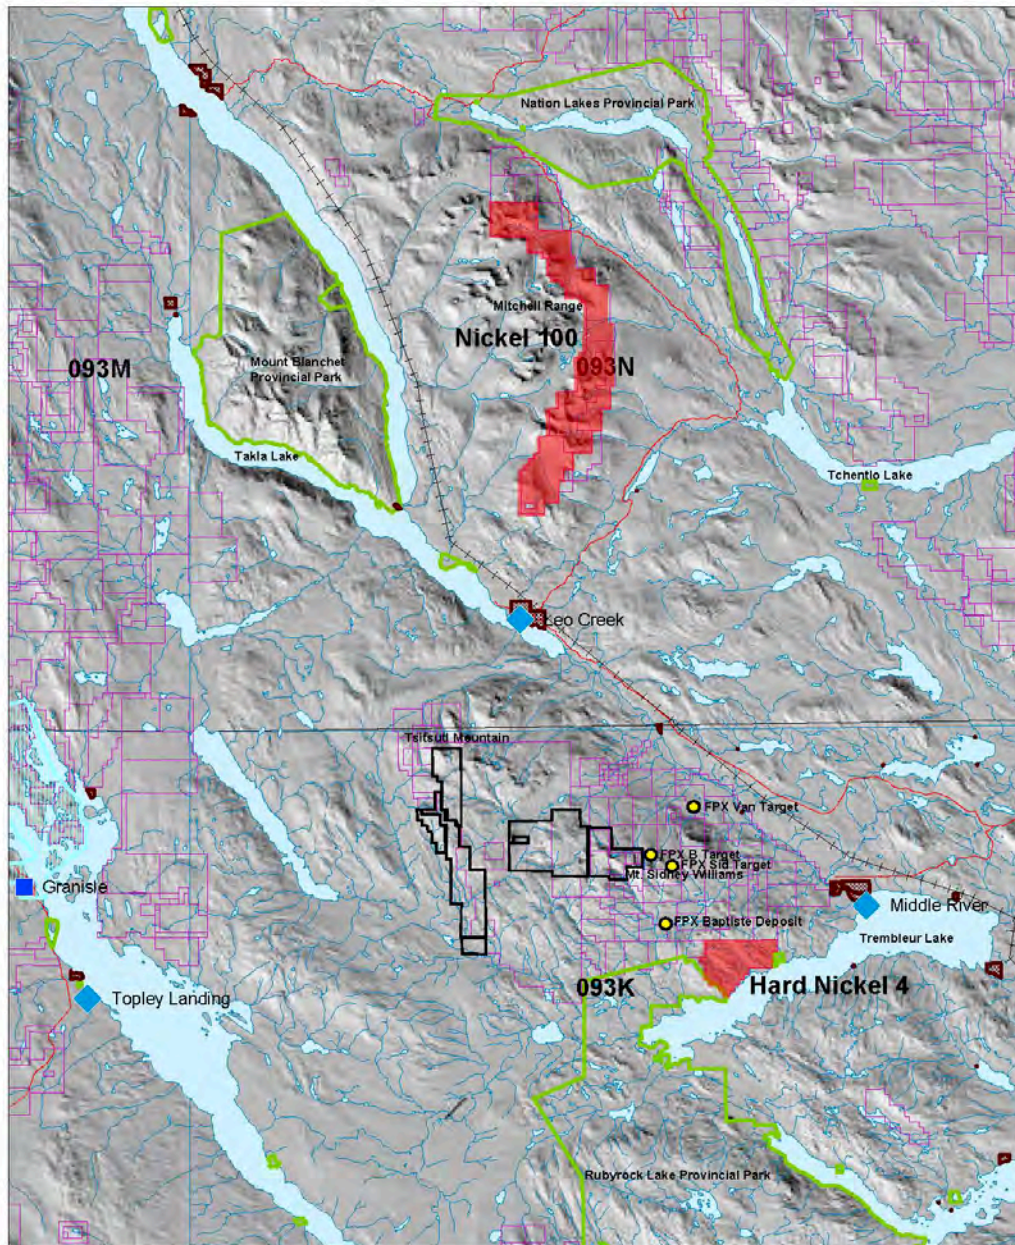 Nation Lakes Provincial Park
Mitchell Range
Nickel 100
093M
Mount Blanchet
Provincial Park
093N
Takla Lake
Tchentlo Lake
Leo Creek
Tsitsutl Mountain
FPX Van Target
FPX B Target
FPX Sid Target
Mt. Sidney Williams
Granisle
Middle River
FPX Baptiste Deposit
Trembleur Lake
093K
Hard Nickel 4
Topley Landing
Rubyrock Lake Provincial Park